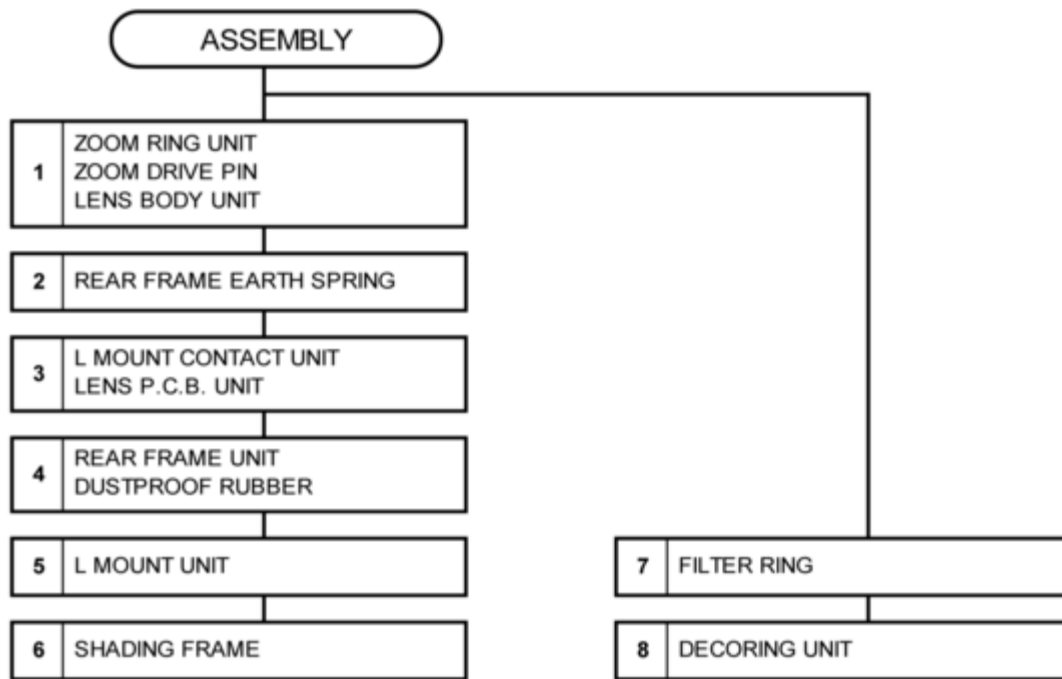 ASSEMBLY
1
ZOOM RING UNIT
ZOOM DRIVE PIN
LENS BODY UNIT
2
REAR FRAME EARTH SPRING
3
L MOUNT CONTACT UNIT
LENS P.C.B. UNIT
4
REAR FRAME UNIT
DUSTPROOF RUBBER
5
L MOUNT UNIT
6
SHADING FRAME
7
FILTER RING
8
DECORING UNIT